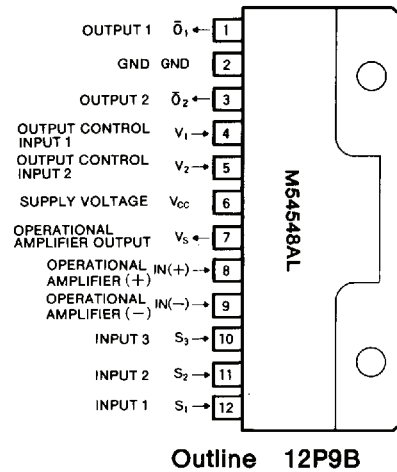 OUTPUT 1 Ō₁ 1
GND GND 2
OUTPUT 2 Ō₂ 3
OUTPUT CONTROL
INPUT 1 V₁ 4
OUTPUT CONTROL
INPUT 2 V₂ 5
SUPPLY VOLTAGE Vcc 6
OPERATIONAL
AMPLIFIER OUTPUT Vs 7
OPERATIONAL
AMPLIFIER (+) IN(+) 8
OPERATIONAL
AMPLIFIER (−) IN(−) 9
INPUT 3 S₃ 10
INPUT 2 S₂ 11
INPUT 1 S₁ 12
M54548AL
Outline 12P9B